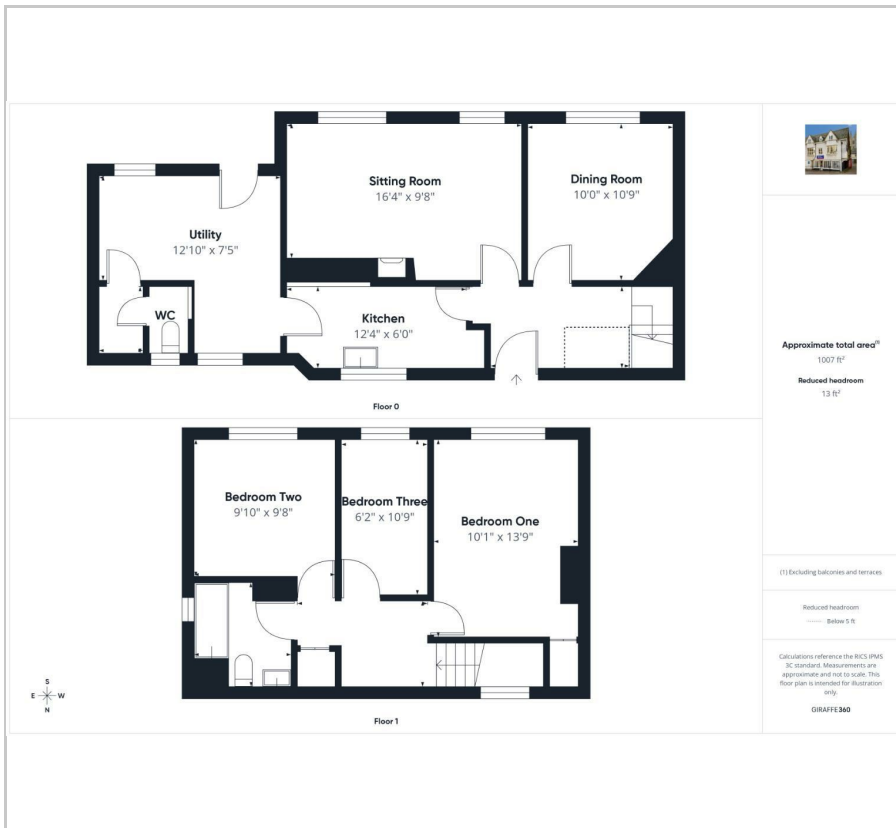 Sitting Room
16'4" x 9'8"
Dining Room
10'0" x 10'9"
Utility
12'10" x 7'5"
WC
Kitchen
12'4" x 6'0"
Floor 0
Bedroom Two
9'10" x 9'8"
Bedroom Three
6'2" x 10'9"
Bedroom One
10'1" x 13'9"
S
E W
N
Floor 1
Approximate total area(1)
1007 ft²
Reduced headroom
13 ft²
(1) Excluding balconies and terraces
Reduced headroom
Below 5 ft
Calculations reference the RICS IPMS
3C standard. Measurements are
approximate and not to scale. This
floor plan is intended for illustration
only.
GIRAFFE360